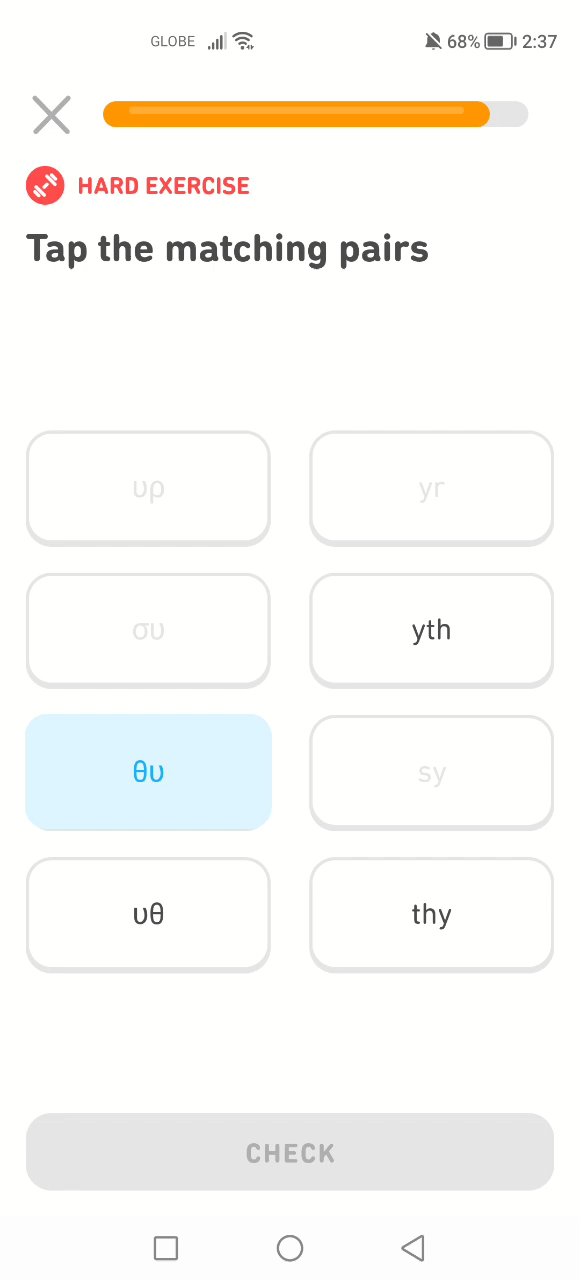 GLOBE 68% 2:37
HARD EXERCISE
Tap the matching pairs
υρ yr
συ yth
θυ sy
υθ thy
CHECK